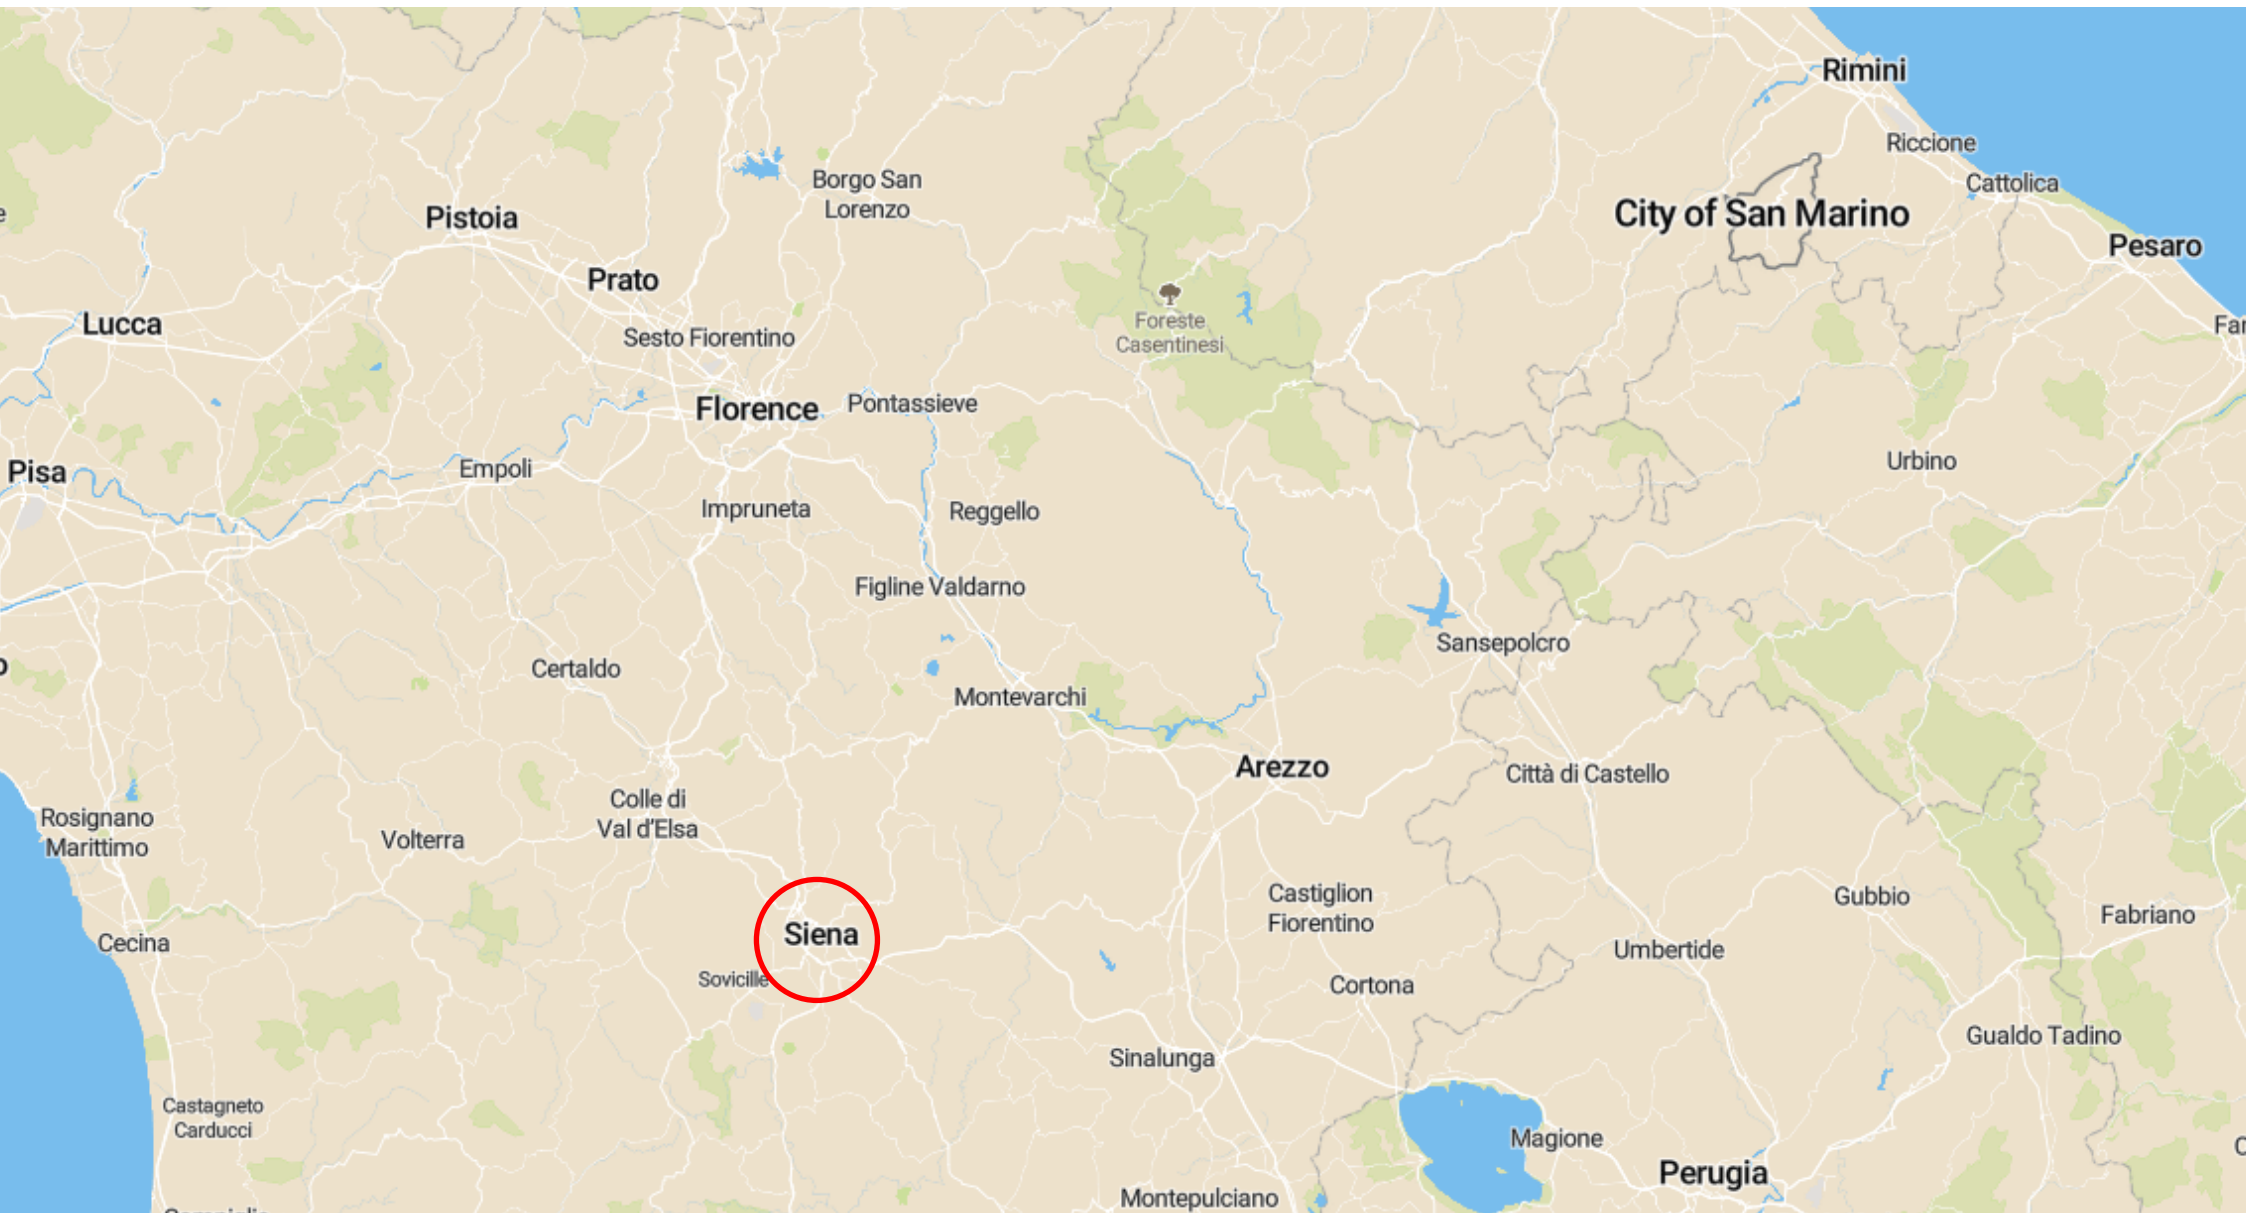 Rimini
Riccione
Borgo San
Lorenzo
Cattolica
Pistoia
City of San Marino
Pesaro
Prato
Lucca
Foreste
Casentinesi
Sesto Fiorentino
Florence
Pontassieve
Pisa
Empoli
Urbino
Impruneta
Reggello
Figline Valdarno
Sansepolcro
Certaldo
Montevarchi
Arezzo
Città di Castello
Colle di
Val d'Elsa
Rosignano
Marittimo
Volterra
Castiglion
Fiorentino
Gubbio
Fabriano
Siena
Cecina
Umbertide
Sovicille
Cortona
Gualdo Tadino
Sinalunga
Castagneto
Carducci
Magione
Perugia
Montepulciano